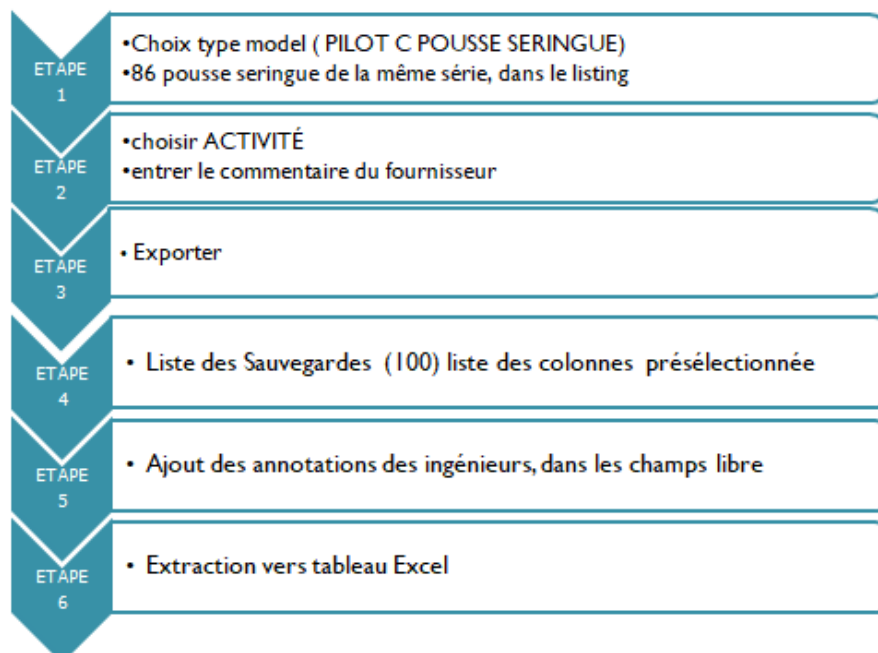 ETAPE
1
•Choix type model ( PILOT C POUSSE SERINGUE)
•86 pousse seringue de la même série, dans le listing
ETAPE
2
•choisir ACTIVITÉ
•entrer le commentaire du fournisseur
ETAPE
3
• Exporter
ETAPE
4
• Liste des Sauvegardes (100) liste des colonnes présélectionnée
ETAPE
5
• Ajout des annotations des ingénieurs, dans les champs libre
ETAPE
6
• Extraction vers tableau Excel